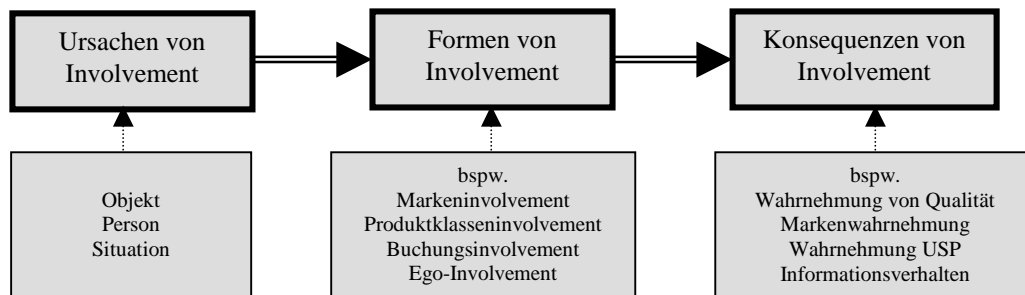 Ursachen von
Involvement
Formen von
Involvement
Konsequenzen von
Involvement
Objekt
Person
Situation
bspw.
Markeninvolvement
Produktklasseninvolvement
Buchungsinvolvement
Ego-Involvement
bspw.
Wahrnehmung von Qualität
Markenwahrnehmung
Wahrnehmung USP
Informationsverhalten